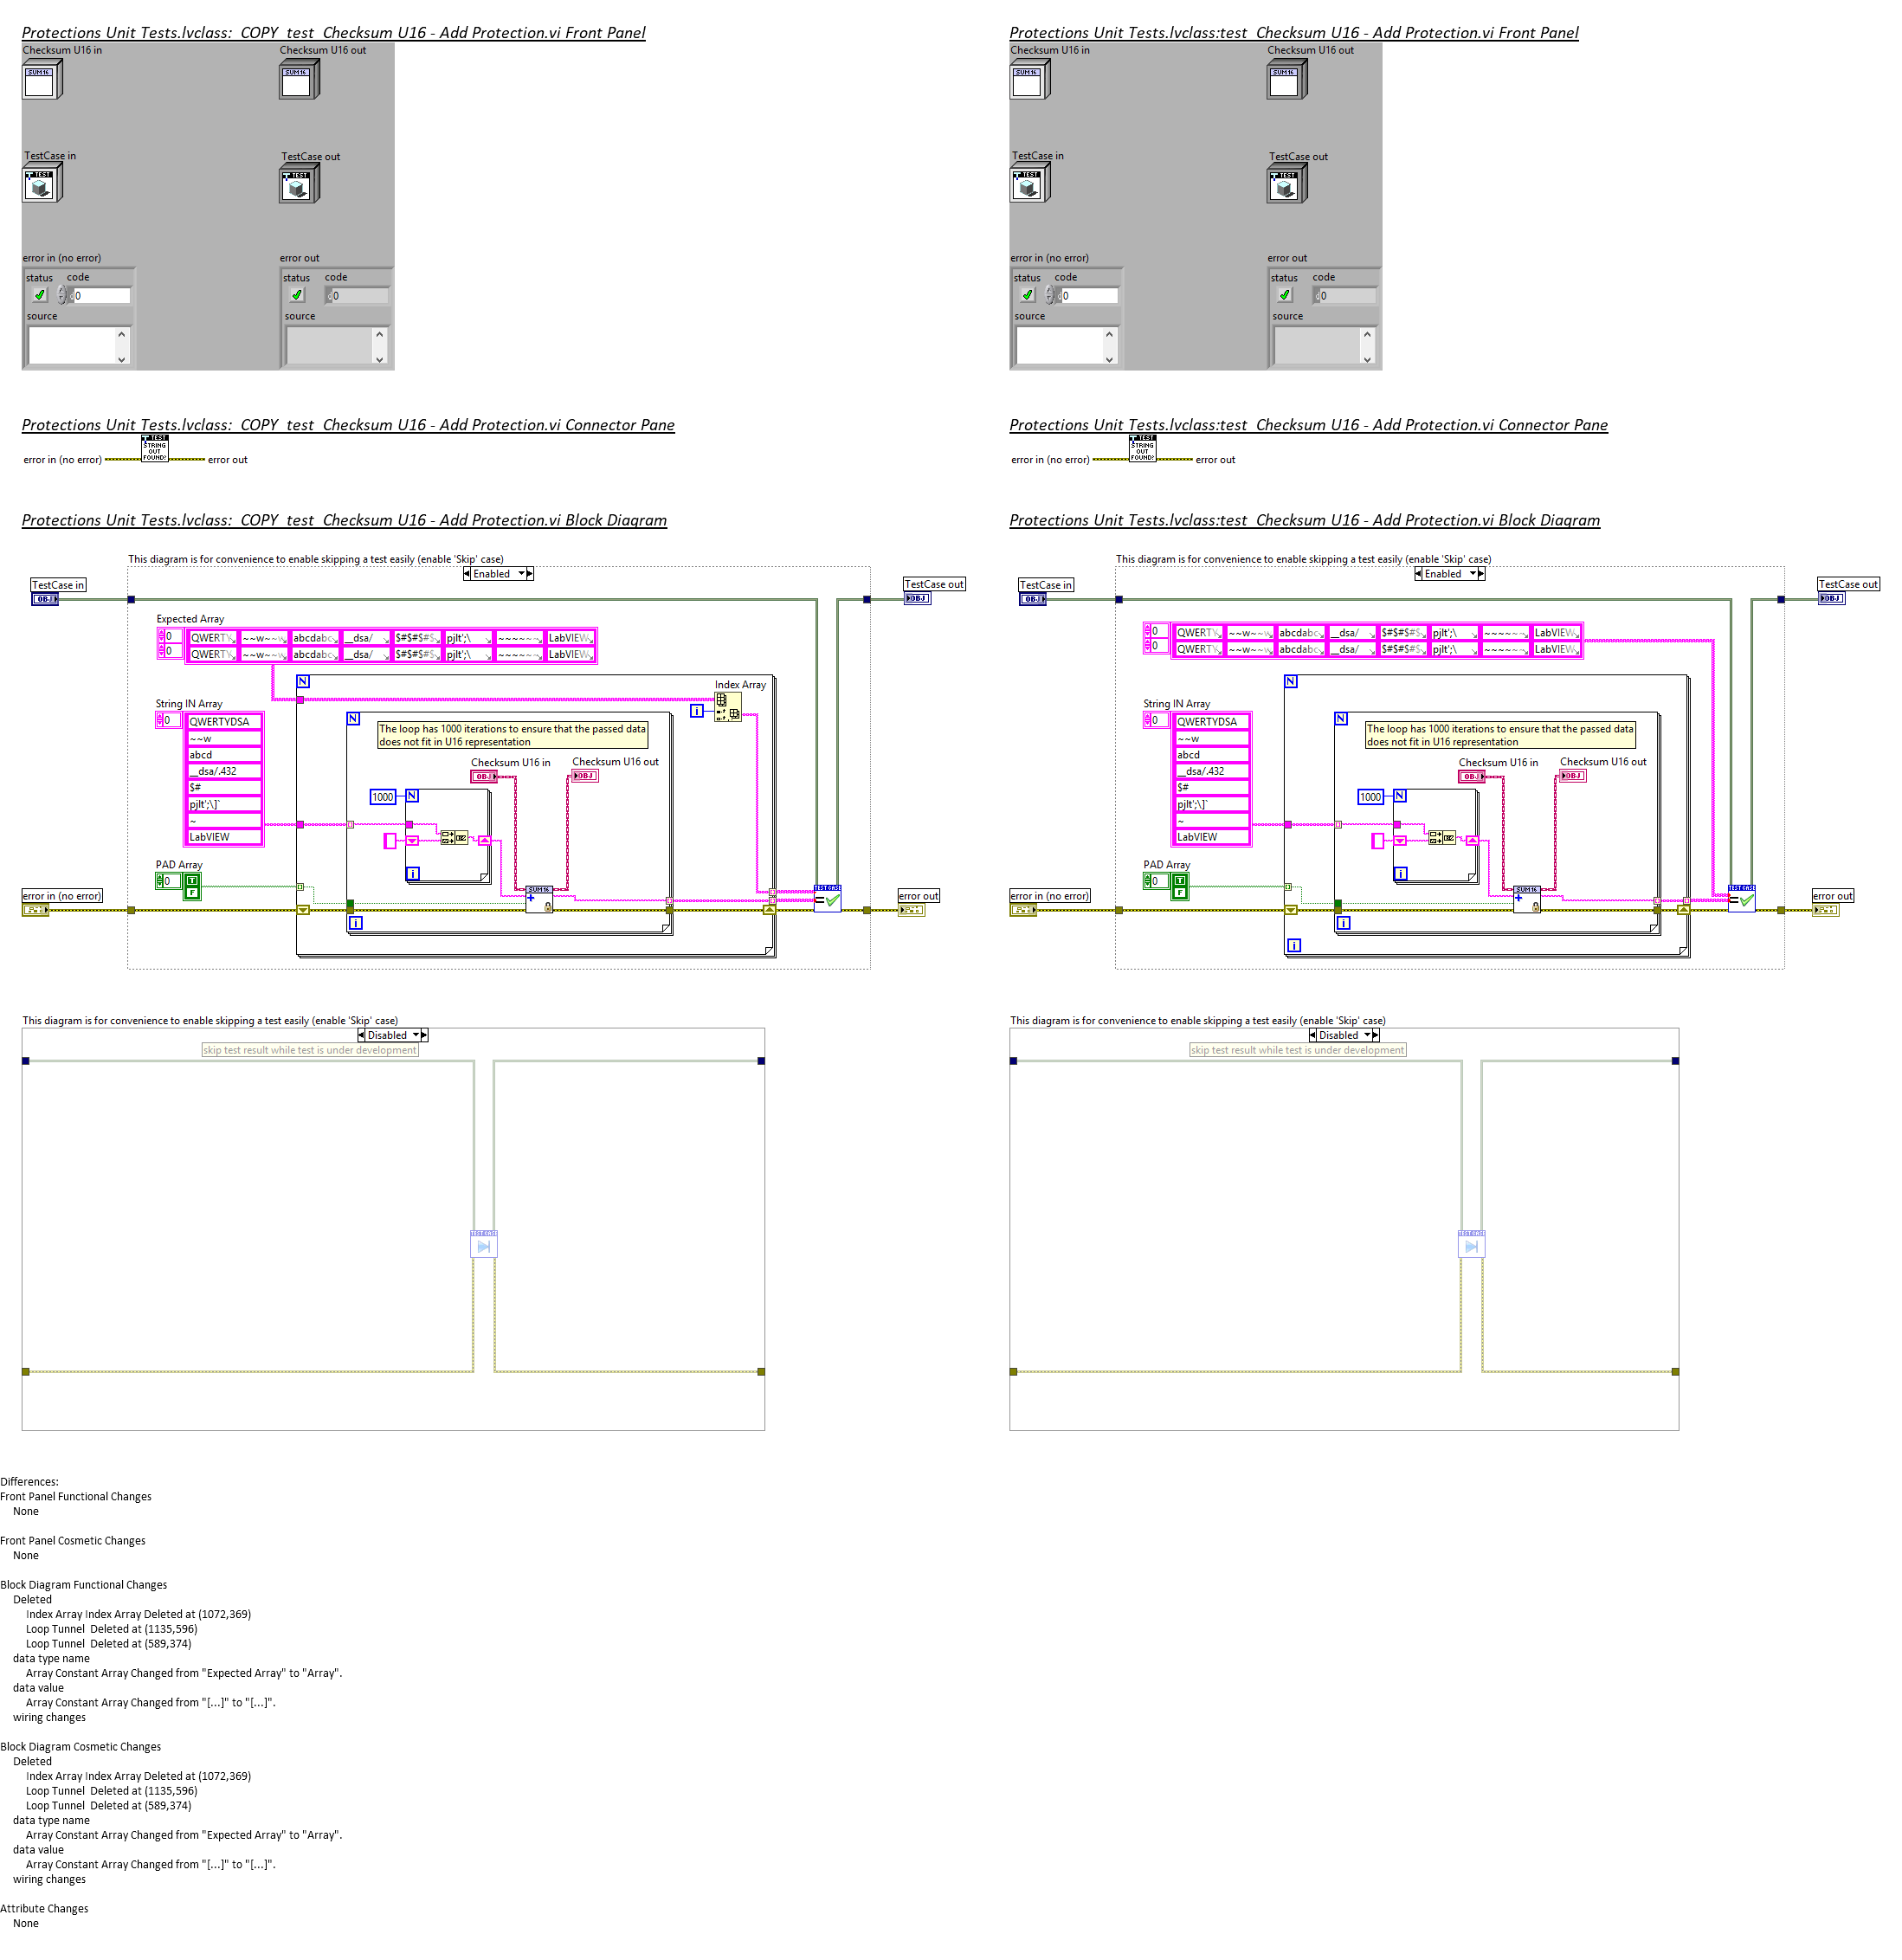 Protections Unit Tests.lvclass:_COPY_test_Checksum U16 - Add Protection.vi Front Panel
Checksum U16 in
Checksum U16 out
SUM16
SUM16
TestCase in
TestCase out
TEST
TEST
error in (no error)
error out
status code
0
status code
0
source
source
Protections Unit Tests.lvclass:test_Checksum U16 - Add Protection.vi Front Panel
Checksum U16 in
Checksum U16 out
SUM16
SUM16
TestCase in
TestCase out
TEST
TEST
error in (no error)
error out
status code
0
status code
0
source
source
Protections Unit Tests.lvclass:_COPY_test_Checksum U16 - Add Protection.vi Connector Pane
TEST
STRING
OUT
FOUND?
error in (no error)
error out
Protections Unit Tests.lvclass:test_Checksum U16 - Add Protection.vi Connector Pane
TEST
STRING
OUT
FOUND?
error in (no error)
error out
Protections Unit Tests.lvclass:_COPY_test_Checksum U16 - Add Protection.vi Block Diagram
This diagram is for convenience to enable skipping a test easily (enable 'Skip' case)
Enabled
TestCase in
OBJ
TestCase out
OBJ
Expected Array
0 QWERTY ~~w~~w abcdabc __dsa/ $#$#$#$ pjlt';\ ~~~~~~ LabVIEW
0 QWERTY ~~w~~w abcdabc __dsa/ $#$#$#$ pjlt';\ ~~~~~~ LabVIEW
N
Index Array
i
String IN Array
0 QWERTYDSA
~~w
abcd
__dsa/.432
$#
pjlt';\]`
~
LabVIEW
N
The loop has 1000 iterations to ensure that the passed data
does not fit in U16 representation
Checksum U16 in
OBJ
Checksum U16 out
OBJ
1000 N
i
PAD Array
0 T
F
SUM16
TEST CASE
error in (no error)
error out
i
Protections Unit Tests.lvclass:test_Checksum U16 - Add Protection.vi Block Diagram
This diagram is for convenience to enable skipping a test easily (enable 'Skip' case)
Enabled
TestCase in
OBJ
TestCase out
OBJ
0 QWERTY ~~w~~w abcdabc __dsa/ $#$#$#$ pjlt';\ ~~~~~~ LabVIEW
0 QWERTY ~~w~~w abcdabc __dsa/ $#$#$#$ pjlt';\ ~~~~~~ LabVIEW
N
String IN Array
0 QWERTYDSA
~~w
abcd
__dsa/.432
$#
pjlt';\]`
~
LabVIEW
N
The loop has 1000 iterations to ensure that the passed data
does not fit in U16 representation
Checksum U16 in
OBJ
Checksum U16 out
OBJ
1000 N
i
PAD Array
0 T
F
SUM16
TEST CASE
error in (no error)
error out
i
i
This diagram is for convenience to enable skipping a test easily (enable 'Skip' case)
Disabled
skip test result while test is under development
TEST CASE
This diagram is for convenience to enable skipping a test easily (enable 'Skip' case)
Disabled
skip test result while test is under development
TEST CASE
Differences:
Front Panel Functional Changes
None
Front Panel Cosmetic Changes
None
Block Diagram Functional Changes
Deleted
Index Array Index Array Deleted at (1072,369)
Loop Tunnel  Deleted at (1135,596)
Loop Tunnel  Deleted at (589,374)
data type name
Array Constant Array Changed from "Expected Array" to "Array".
data value
Array Constant Array Changed from "[...]" to "[...]".
wiring changes
Block Diagram Cosmetic Changes
Deleted
Index Array Index Array Deleted at (1072,369)
Loop Tunnel  Deleted at (1135,596)
Loop Tunnel  Deleted at (589,374)
data type name
Array Constant Array Changed from "Expected Array" to "Array".
data value
Array Constant Array Changed from "[...]" to "[...]".
wiring changes
Attribute Changes
None